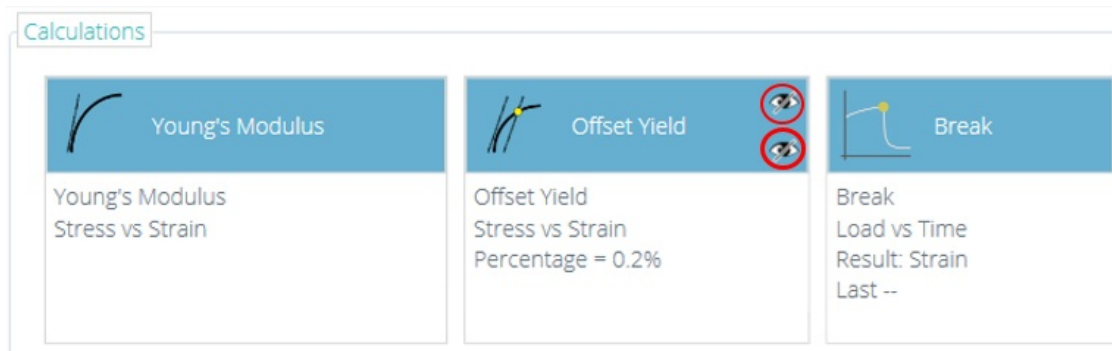 Calculations
Young's Modulus
Young's Modulus
Stress vs Strain
Offset Yield
Offset Yield
Stress vs Strain
Percentage = 0.2%
Break
Break
Load vs Time
Result: Strain
Last --